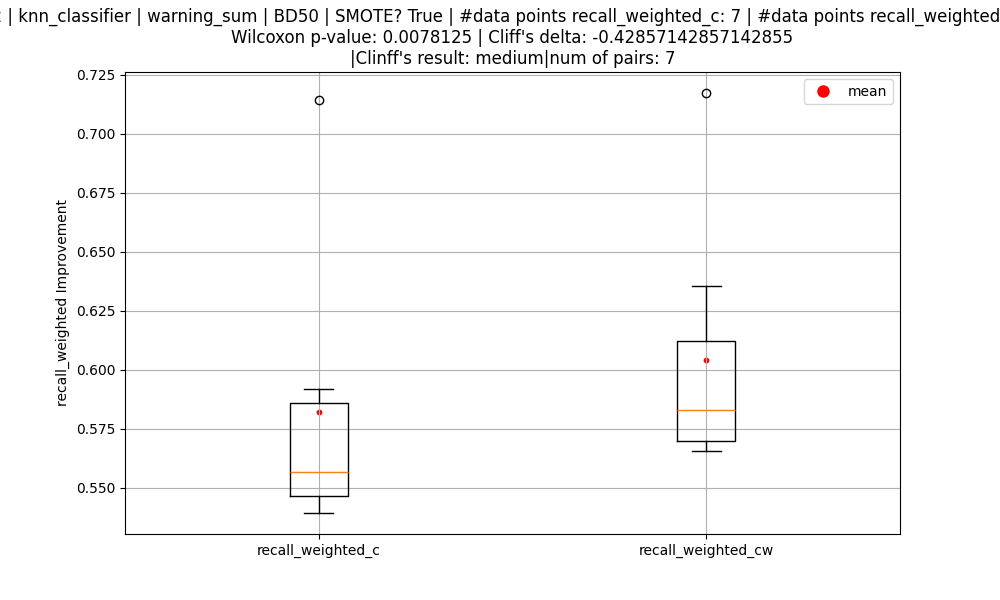 | knn_classifier | warning_sum | BD50 | SMOTE? True | #data points recall_weighted_c: 7 | #data points recall_weighted
Wilcoxon p-value: 0.0078125 | Cliff's delta: -0.42857142857142855
|Clinff's result: medium|num of pairs: 7
0.725
0.700
0.675
0.650
0.625
0.600
0.575
0.550
recall_weighted Improvement
mean
recall_weighted_c
recall_weighted_cw